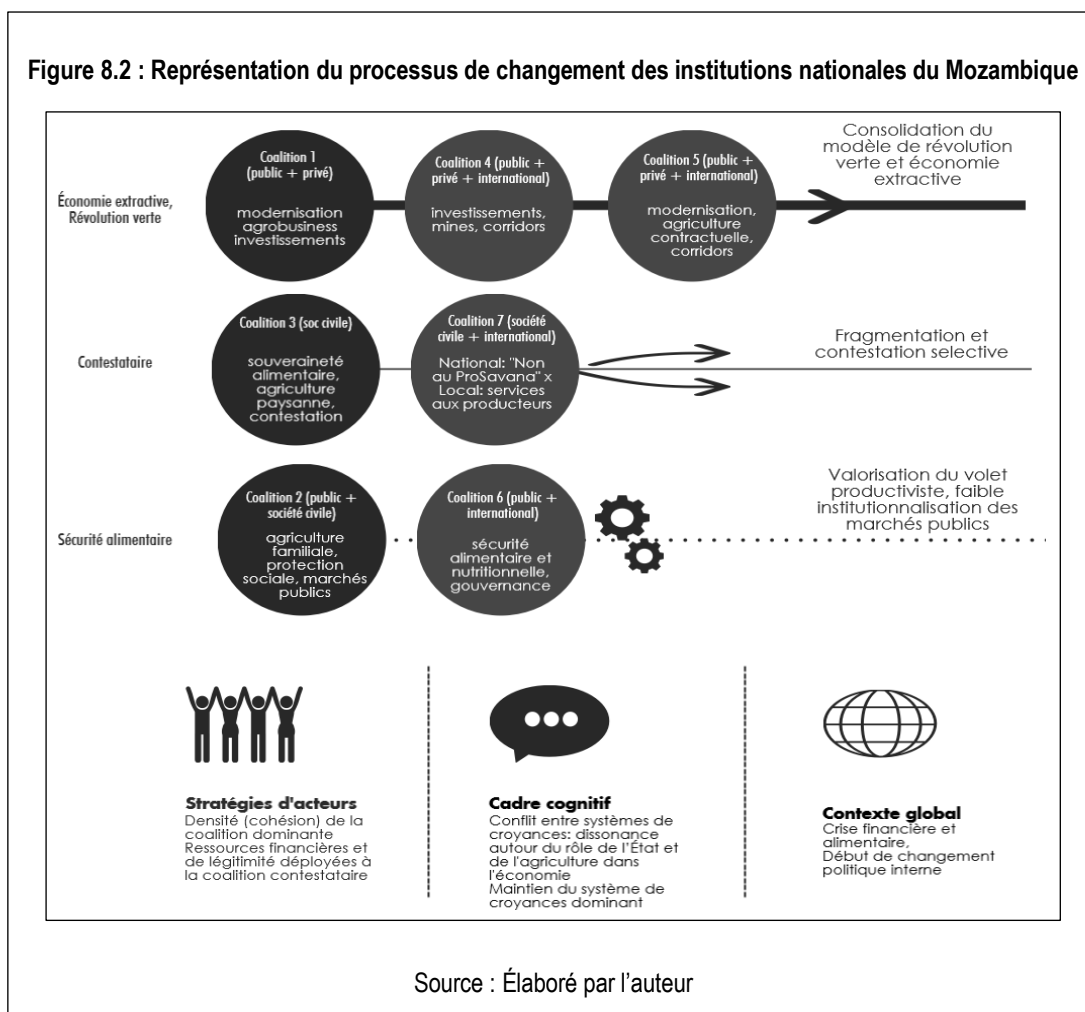 Figure 8.2 : Représentation du processus de changement des institutions nationales du Mozambique
Économie extractive,
Révolution verte
Coalition 1
(public + privé)
modernisation
agrobusiness
investissements
Coalition 4 (public +
privé + international)
investissements,
mines, corridors
Coalition 5 (public +
privé + international)
modernisation,
agriculture
contractuelle,
corridors
Consolidation du
modèle de révolution
verte et économie
extractive
Contestataire
Coalition 3 (soc civile)
souveraineté
alimentaire,
agriculture
paysanne,
contestation
Coalition 7 (société
civile + international)
National: "Non
au ProSavana" x
Local: services
aux producteurs
Fragmentation et
contestation selective
Sécurité alimentaire
Coalition 2 (public +
société civile)
agriculture
familiale,
protection
sociale, marchés
publics
Coalition 6 (public +
international)
sécurité
alimentaire et
nutritionnelle,
gouvernance
Valorisation du volet
productiviste, faible
institutionnalisation des
marchés publics
Stratégies d'acteurs
Densité (cohésion) de la
coalition dominante
Ressources financières et
de légitimité déployées à
la coalition contestataire
Cadre cognitif
Conflit entre systèmes de
croyances: dissonance
autour du rôle de l'État et
de l'agriculture dans
l'économie
Maintien du système de
croyances dominant
Contexte global
Crise financière et
alimentaire,
Début de changement
politique interne
Source : Élaboré par l'auteur